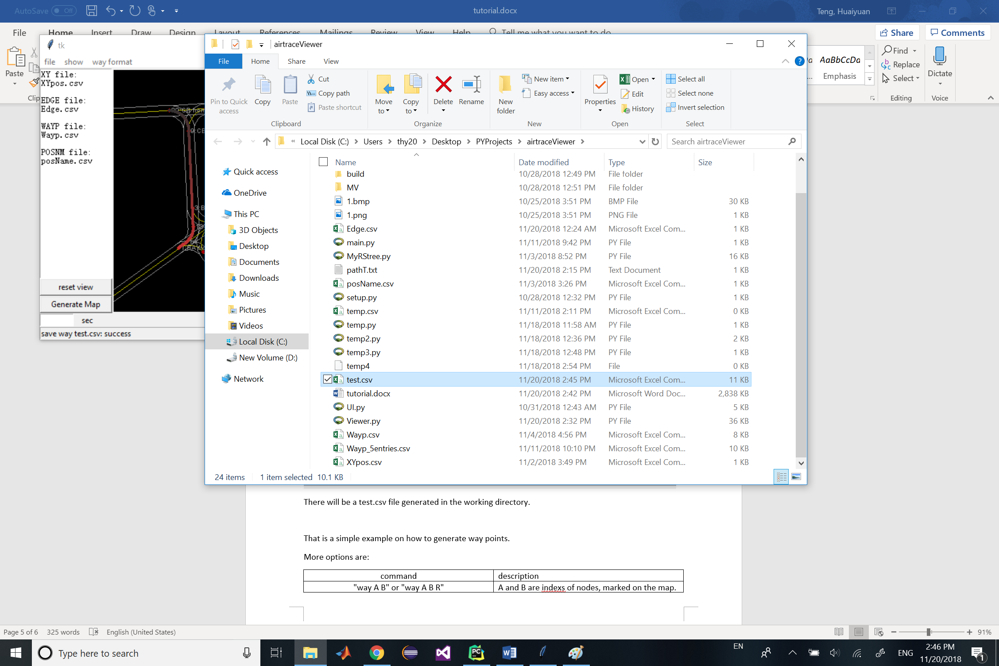 AutoSave Off
tutorial.docx
Teng, Huaiyuan
File Home Insert Draw Design Layout References Mailings Review View Help Tell me what you want to do
Share Comments
Paste
Clip
AaBbCcDd
Emphasis
Find
Replace
Select
Editing
Dictate
Voice
tk
file show way format
XY file:
XYpos.csv
EDGE file:
Edge.csv
WAYP file:
Wayp.csv
POSNM file:
posName.csv
reset view
Generate Map
sec
save way test.csv: success
airtraceViewer
File Home Share View
Pin to Quick access
Copy
Paste
Cut
Copy path
Paste shortcut
Clipboard
Move to
Copy to
Delete
Rename
Organize
New folder
New item
Easy access
New
Properties
Open
Edit
History
Open
Select all
Select none
Invert selection
Select
« Local Disk (C:) > Users > thy20 > Desktop > PYProjects > airtraceViewer >
Search airtraceViewer
Quick access
OneDrive
This PC
3D Objects
Desktop
Documents
Downloads
Music
Pictures
Videos
Local Disk (C:)
New Volume (D:)
Network
Name Date modified Type Size
build 10/28/2018 12:49 PM File folder
MV 10/28/2018 12:51 PM File folder
1.bmp 10/25/2018 3:51 PM BMP File 30 KB
1.png 10/25/2018 3:51 PM PNG File 1 KB
Edge.csv 11/20/2018 12:24 AM Microsoft Excel Com... 1 KB
main.py 11/11/2018 9:42 PM PY File 1 KB
MyRStree.py 11/3/2018 8:52 PM PY File 16 KB
pathT.txt 11/20/2018 2:15 PM Text Document 1 KB
posName.csv 11/3/2018 3:26 PM Microsoft Excel Com... 1 KB
setup.py 10/28/2018 12:32 PM PY File 1 KB
temp.csv 11/11/2018 2:11 PM Microsoft Excel Com... 0 KB
temp.py 11/18/2018 11:58 AM PY File 1 KB
temp2.py 11/18/2018 12:36 PM PY File 2 KB
temp3.py 11/18/2018 12:48 PM PY File 1 KB
temp4 11/18/2018 2:54 PM File 0 KB
test.csv 11/20/2018 2:45 PM Microsoft Excel Com... 11 KB
tutorial.docx 11/20/2018 2:42 PM Microsoft Word Doc... 2,838 KB
UI.py 10/31/2018 12:43 AM PY File 5 KB
Viewer.py 11/20/2018 2:32 PM PY File 36 KB
Wayp.csv 11/4/2018 4:56 PM Microsoft Excel Com... 8 KB
Wayp_5entries.csv 11/11/2018 10:10 PM Microsoft Excel Com... 10 KB
XYpos.csv 11/2/2018 3:49 PM Microsoft Excel Com... 1 KB
24 items 1 item selected 10.1 KB
There will be a test.csv file generated in the working directory.
That is a simple example on how to generate way points.
More options are:
command description
"way A B" or "way A B R" A and B are indexs of nodes, marked on the map.
Page 5 of 6 325 words English (United States) 91%
Type here to search
EN
ENG
2:46 PM
11/20/2018
1